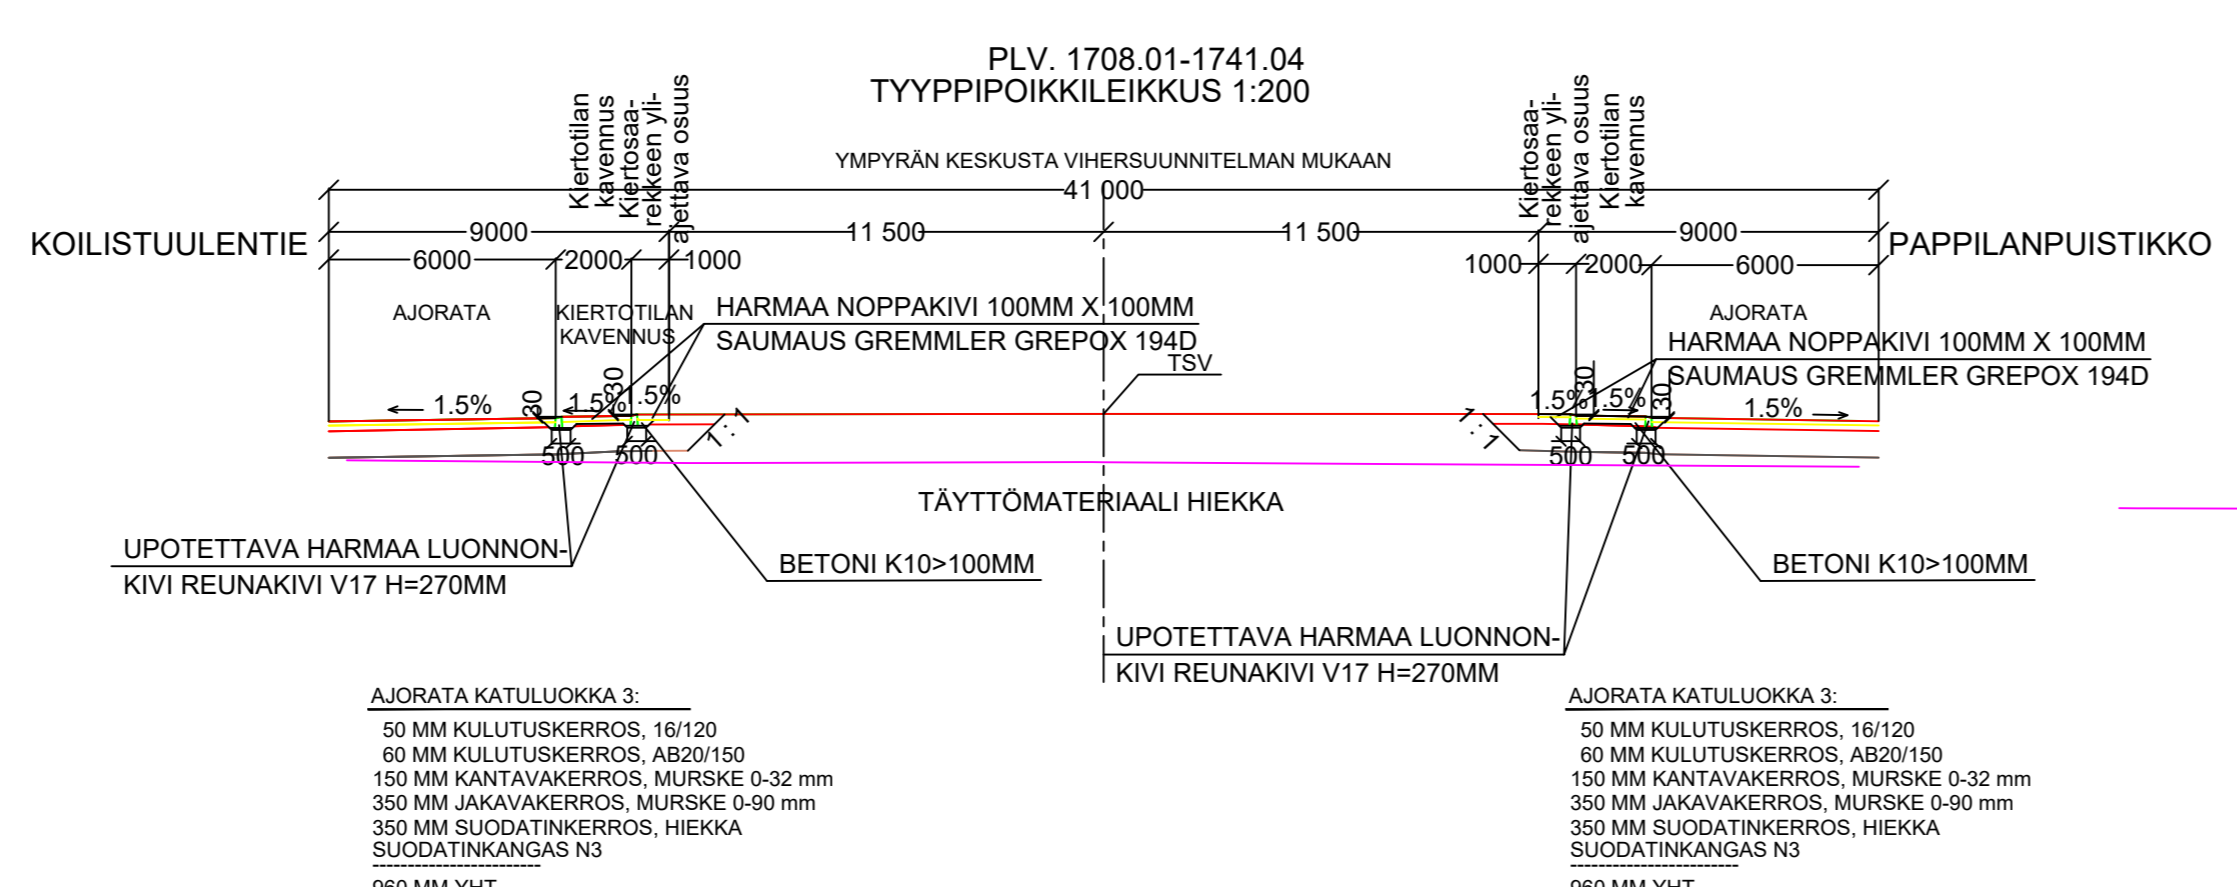 PLV. 1708.01-1741.04
TYYPPIPOIKKILEIKKUS 1:200
Kiertotilan
kavennus
Kiertosaa-
rekkeen yli-
ajettava osuus
Kiertosaa-
rekkeen yli-
ajettava osuus
Kiertotilan
kavennus
YMPYRÄN KESKUSTA VIHERSUUNNITELMAN MUKAAN
41 000
KOILISTUULENTIE
9000
11 500
11 500
9000
PAPPILANPUISTIKKO
6000
2000
1000
1000
2000
6000
AJORATA
KIERTOTILAN
KAVENNUS
HARMAA NOPPAKIVI 100MM X 100MM
SAUMAUS GREMMLER GREPOX 194D
AJORATA
HARMAA NOPPAKIVI 100MM X 100MM
SAUMAUS GREMMLER GREPOX 194D
TSV
1.5%
30
1.5%
30
1.5%
1:1
1:1
1.5%
30
1.5%
30
1.5%
500
500
500
500
TÄYTTÖMATERIAALI HIEKKA
UPOTETTAVA HARMAA LUONNON-
KIVI REUNAKIVI V17 H=270MM
BETONI K10>100MM
BETONI K10>100MM
UPOTETTAVA HARMAA LUONNON-
KIVI REUNAKIVI V17 H=270MM
AJORATA KATULUOKKA 3:
50 MM KULUTUSKERROS, 16/120
60 MM KULUTUSKERROS, AB20/150
150 MM KANTAVAKERROS, MURSKE 0-32 mm
350 MM JAKAVAKERROS, MURSKE 0-90 mm
350 MM SUODATINKERROS, HIEKKA
SUODATINKANGAS N3
------------------------
960 MM YHT
AJORATA KATULUOKKA 3:
50 MM KULUTUSKERROS, 16/120
60 MM KULUTUSKERROS, AB20/150
150 MM KANTAVAKERROS, MURSKE 0-32 mm
350 MM JAKAVAKERROS, MURSKE 0-90 mm
350 MM SUODATINKERROS, HIEKKA
SUODATINKANGAS N3
------------------------
960 MM YHT